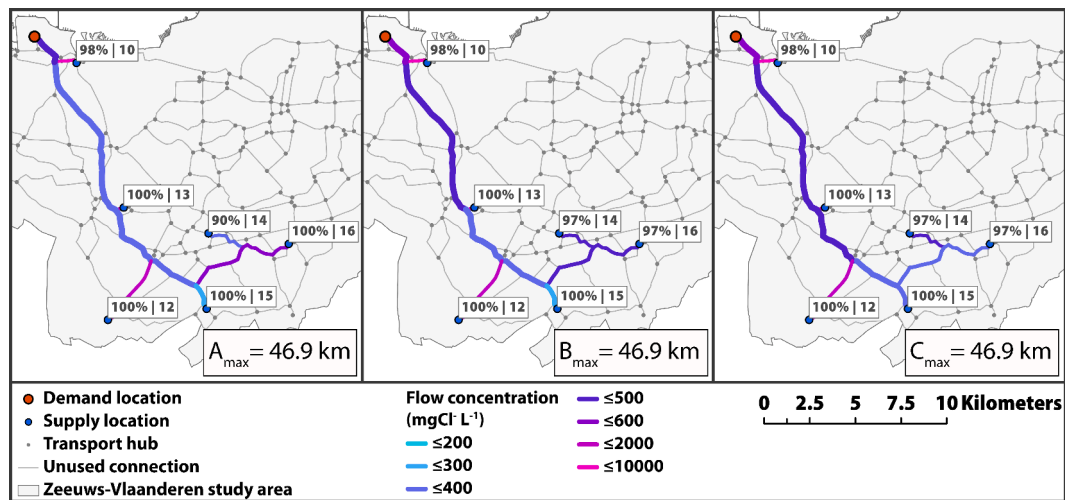 98% | 10
100% | 13
90% | 14
100% | 16
100% | 12
100% | 15
Amax = 46.9 km
98% | 10
100% | 13
97% | 14
97% | 16
100% | 12
100% | 15
Bmax = 46.9 km
98% | 10
100% | 13
97% | 14
97% | 16
100% | 12
100% | 15
Cmax = 46.9 km
Demand location
Supply location
Transport hub
Unused connection
Zeeuws-Vlaanderen study area
Flow concentration
(mgCl⁻ L⁻¹)
≤200
≤300
≤400
≤500
≤600
≤2000
≤10000
0 2.5 5 7.5 10 Kilometers